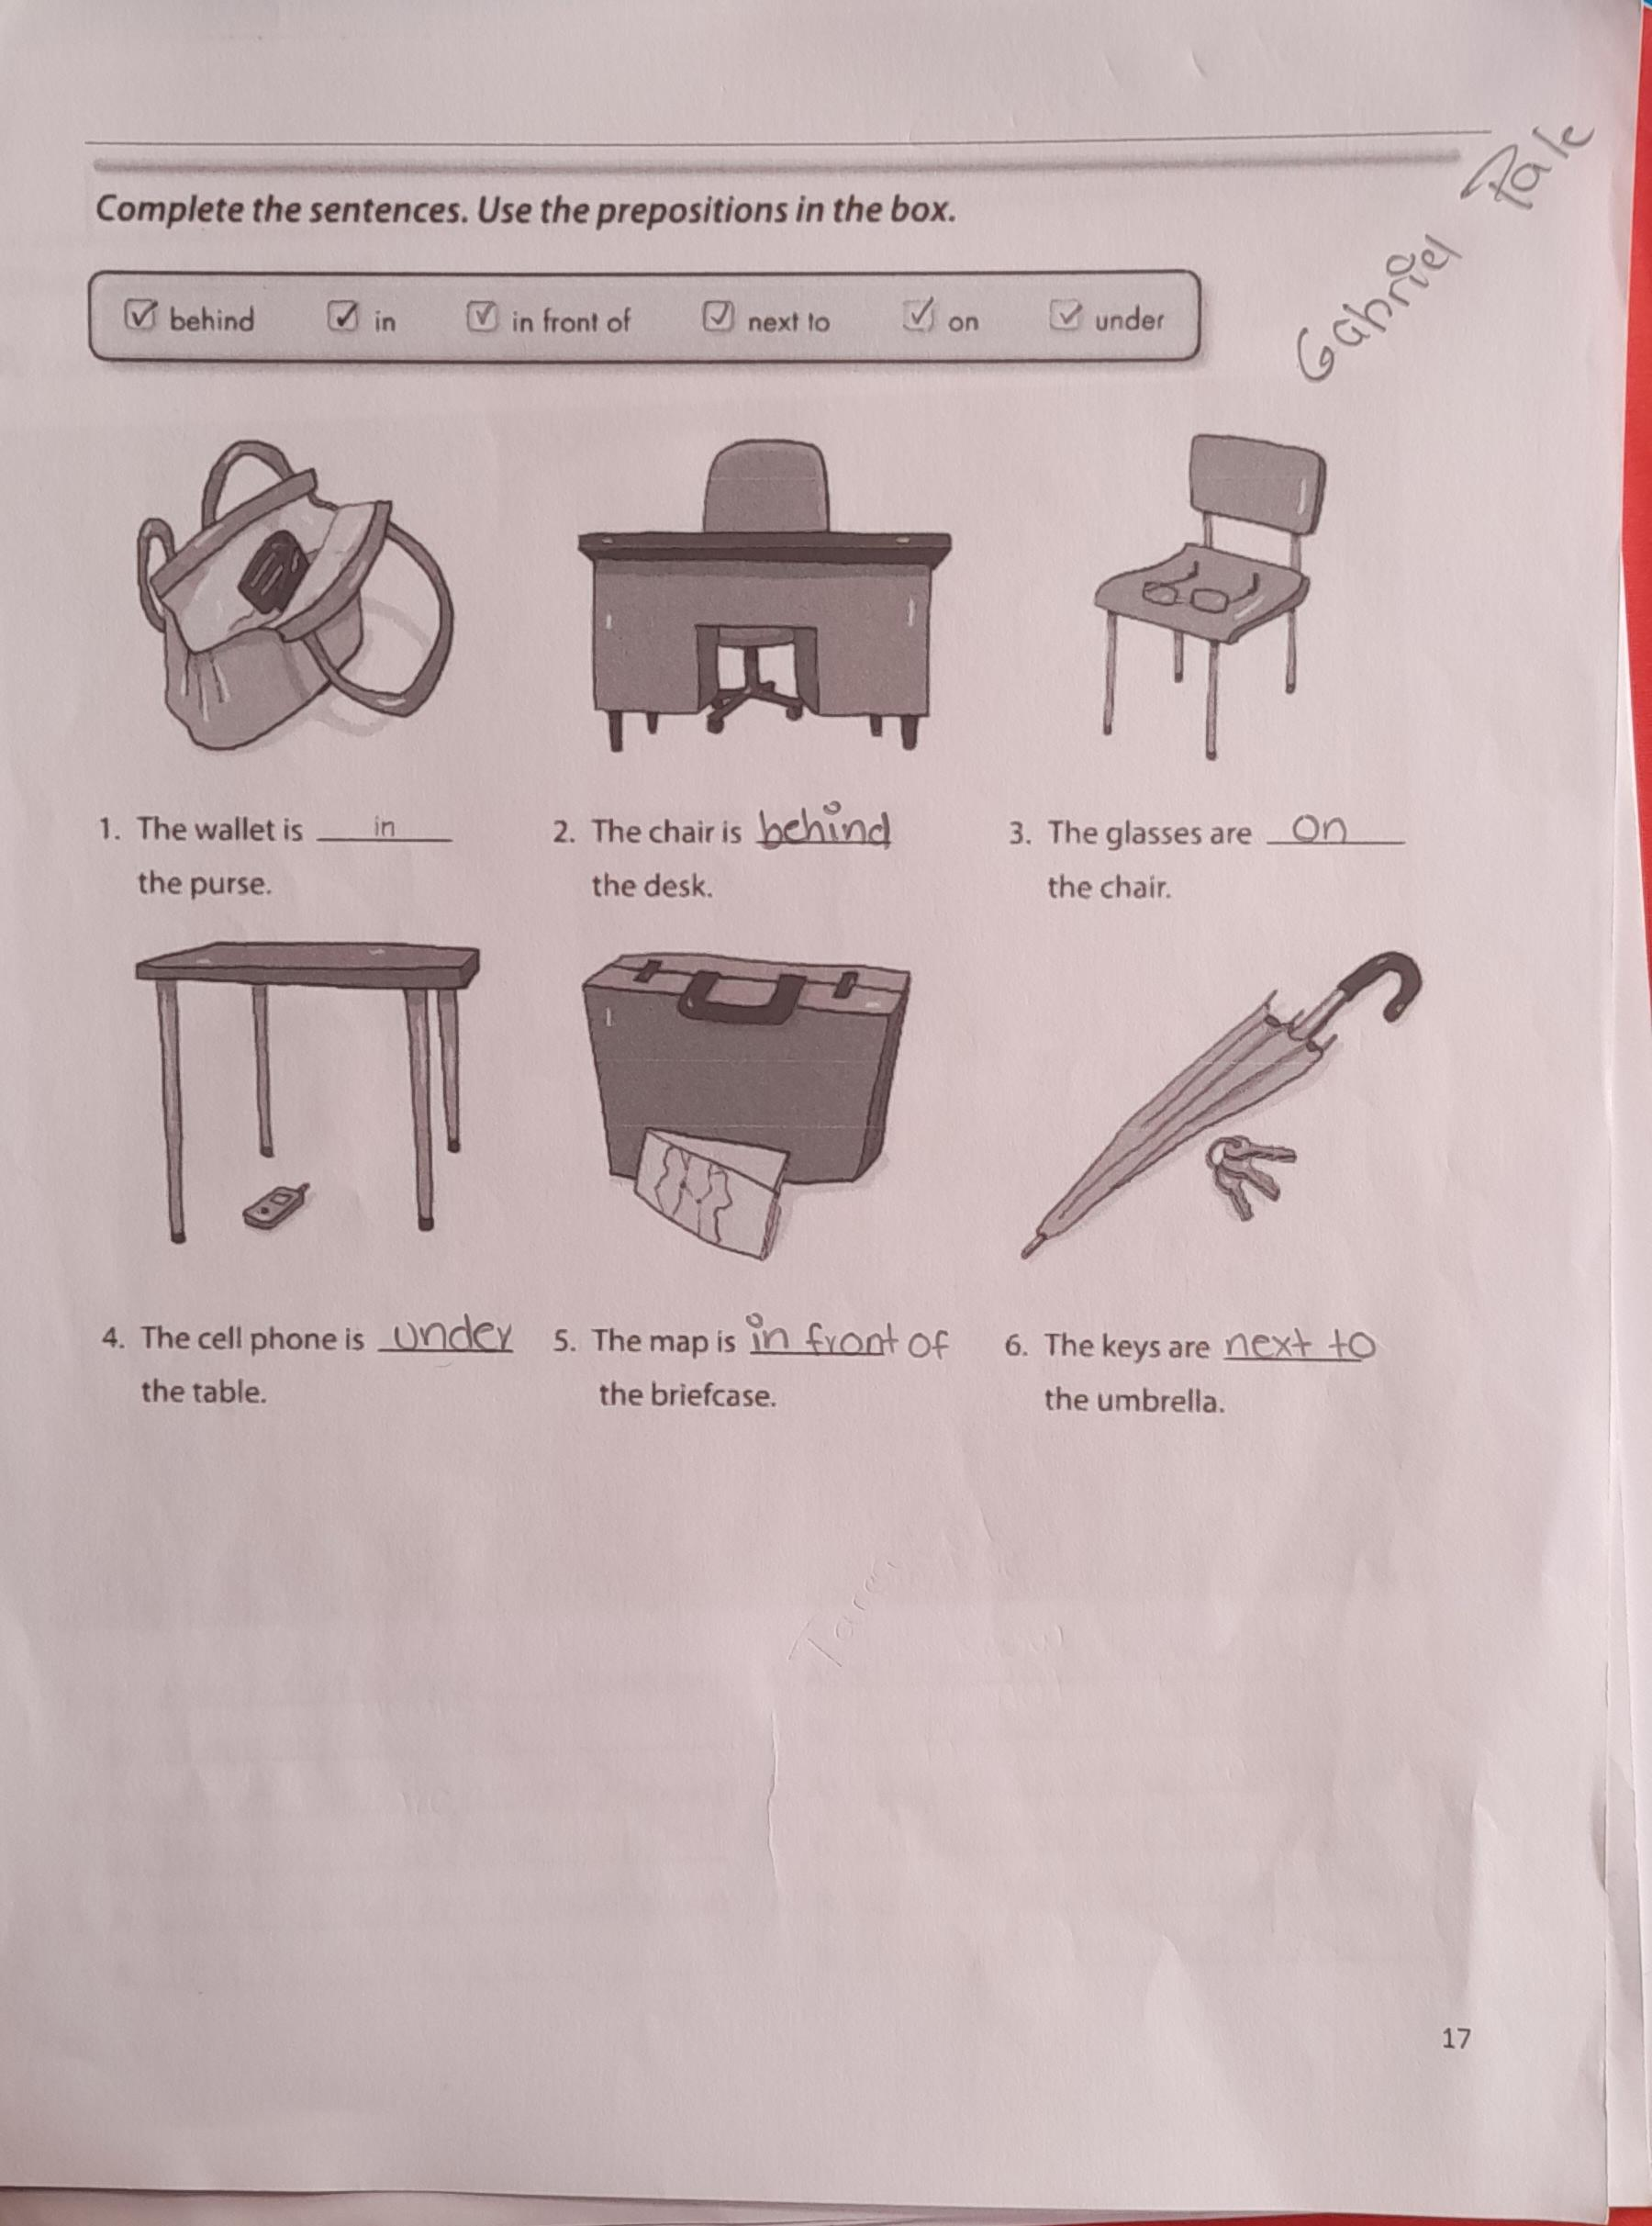 Gabriel Pale
Complete the sentences. Use the prepositions in the box.
behind in in front of next to on under
1. The wallet is in
the purse.
2. The chair is behind
the desk.
3. The glasses are on
the chair.
4. The cell phone is under
the table.
5. The map is in front of
the briefcase.
6. The keys are next to
the umbrella.
17